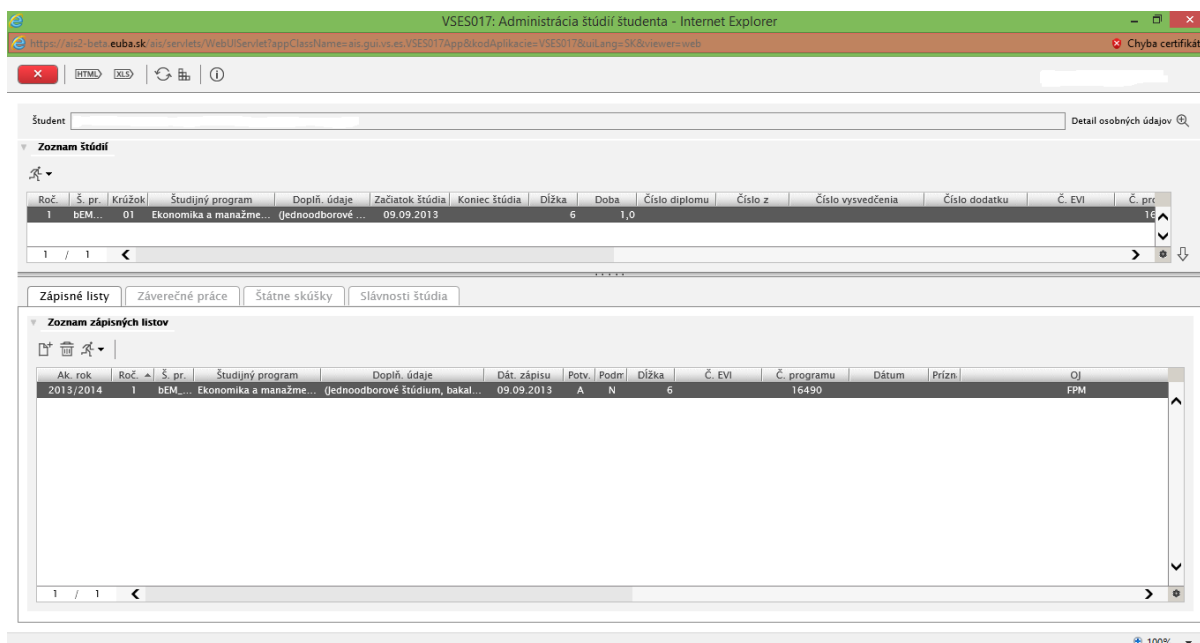 VSES017: Administrácia štúdií študenta - Internet Explorer
https://ais2-beta.euba.sk/ais/servlets/WebUIServlet?appClassName=ais.gui.vs.es.VSES017App&kodAplikacie=VSES017&uiLang=SK&viewer=web Chyba certifikát
HTML XLS
Študent Detail osobných údajov
Zoznam štúdií
Roč. Š. pr. Krúžok Študijný program Doplň. údaje Začiatok štúdia Koniec štúdia Dĺžka Doba Číslo diplomu Číslo z Číslo vysvedčenia Číslo dodatku Č. EVI Č. pro
1 bEM... 01 Ekonomika a manažme... (Jednoodborové ... 09.09.2013 6 1,0 16
1 / 1
Zápisné listy Záverečné práce Štátne skúšky Slávnosti štúdia
Zoznam zápisných listov
Ak. rok Roč. Š. pr. Študijný program Doplň. údaje Dát. zápisu Potv. Podm Dĺžka Č. EVI Č. programu Dátum Prízn. OJ
2013/2014 1 bEM_... Ekonomika a manažme... (Jednoodborové štúdium, bakal... 09.09.2013 A N 6 16490 FPM
1 / 1
100%